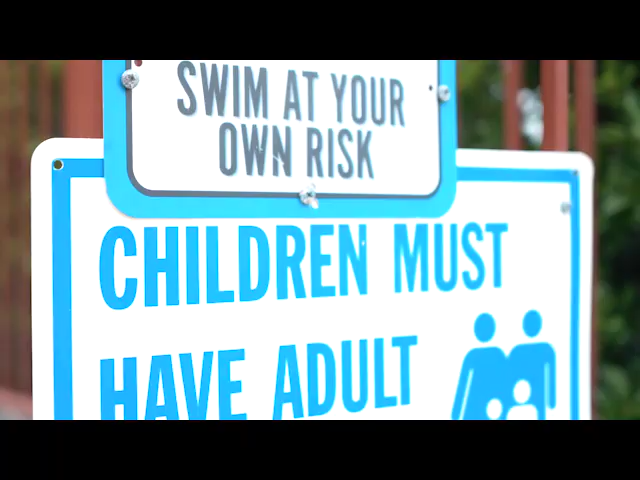 SWIM AT YOUR
OWN RISK
CHILDREN MUST
HAVE ADULT